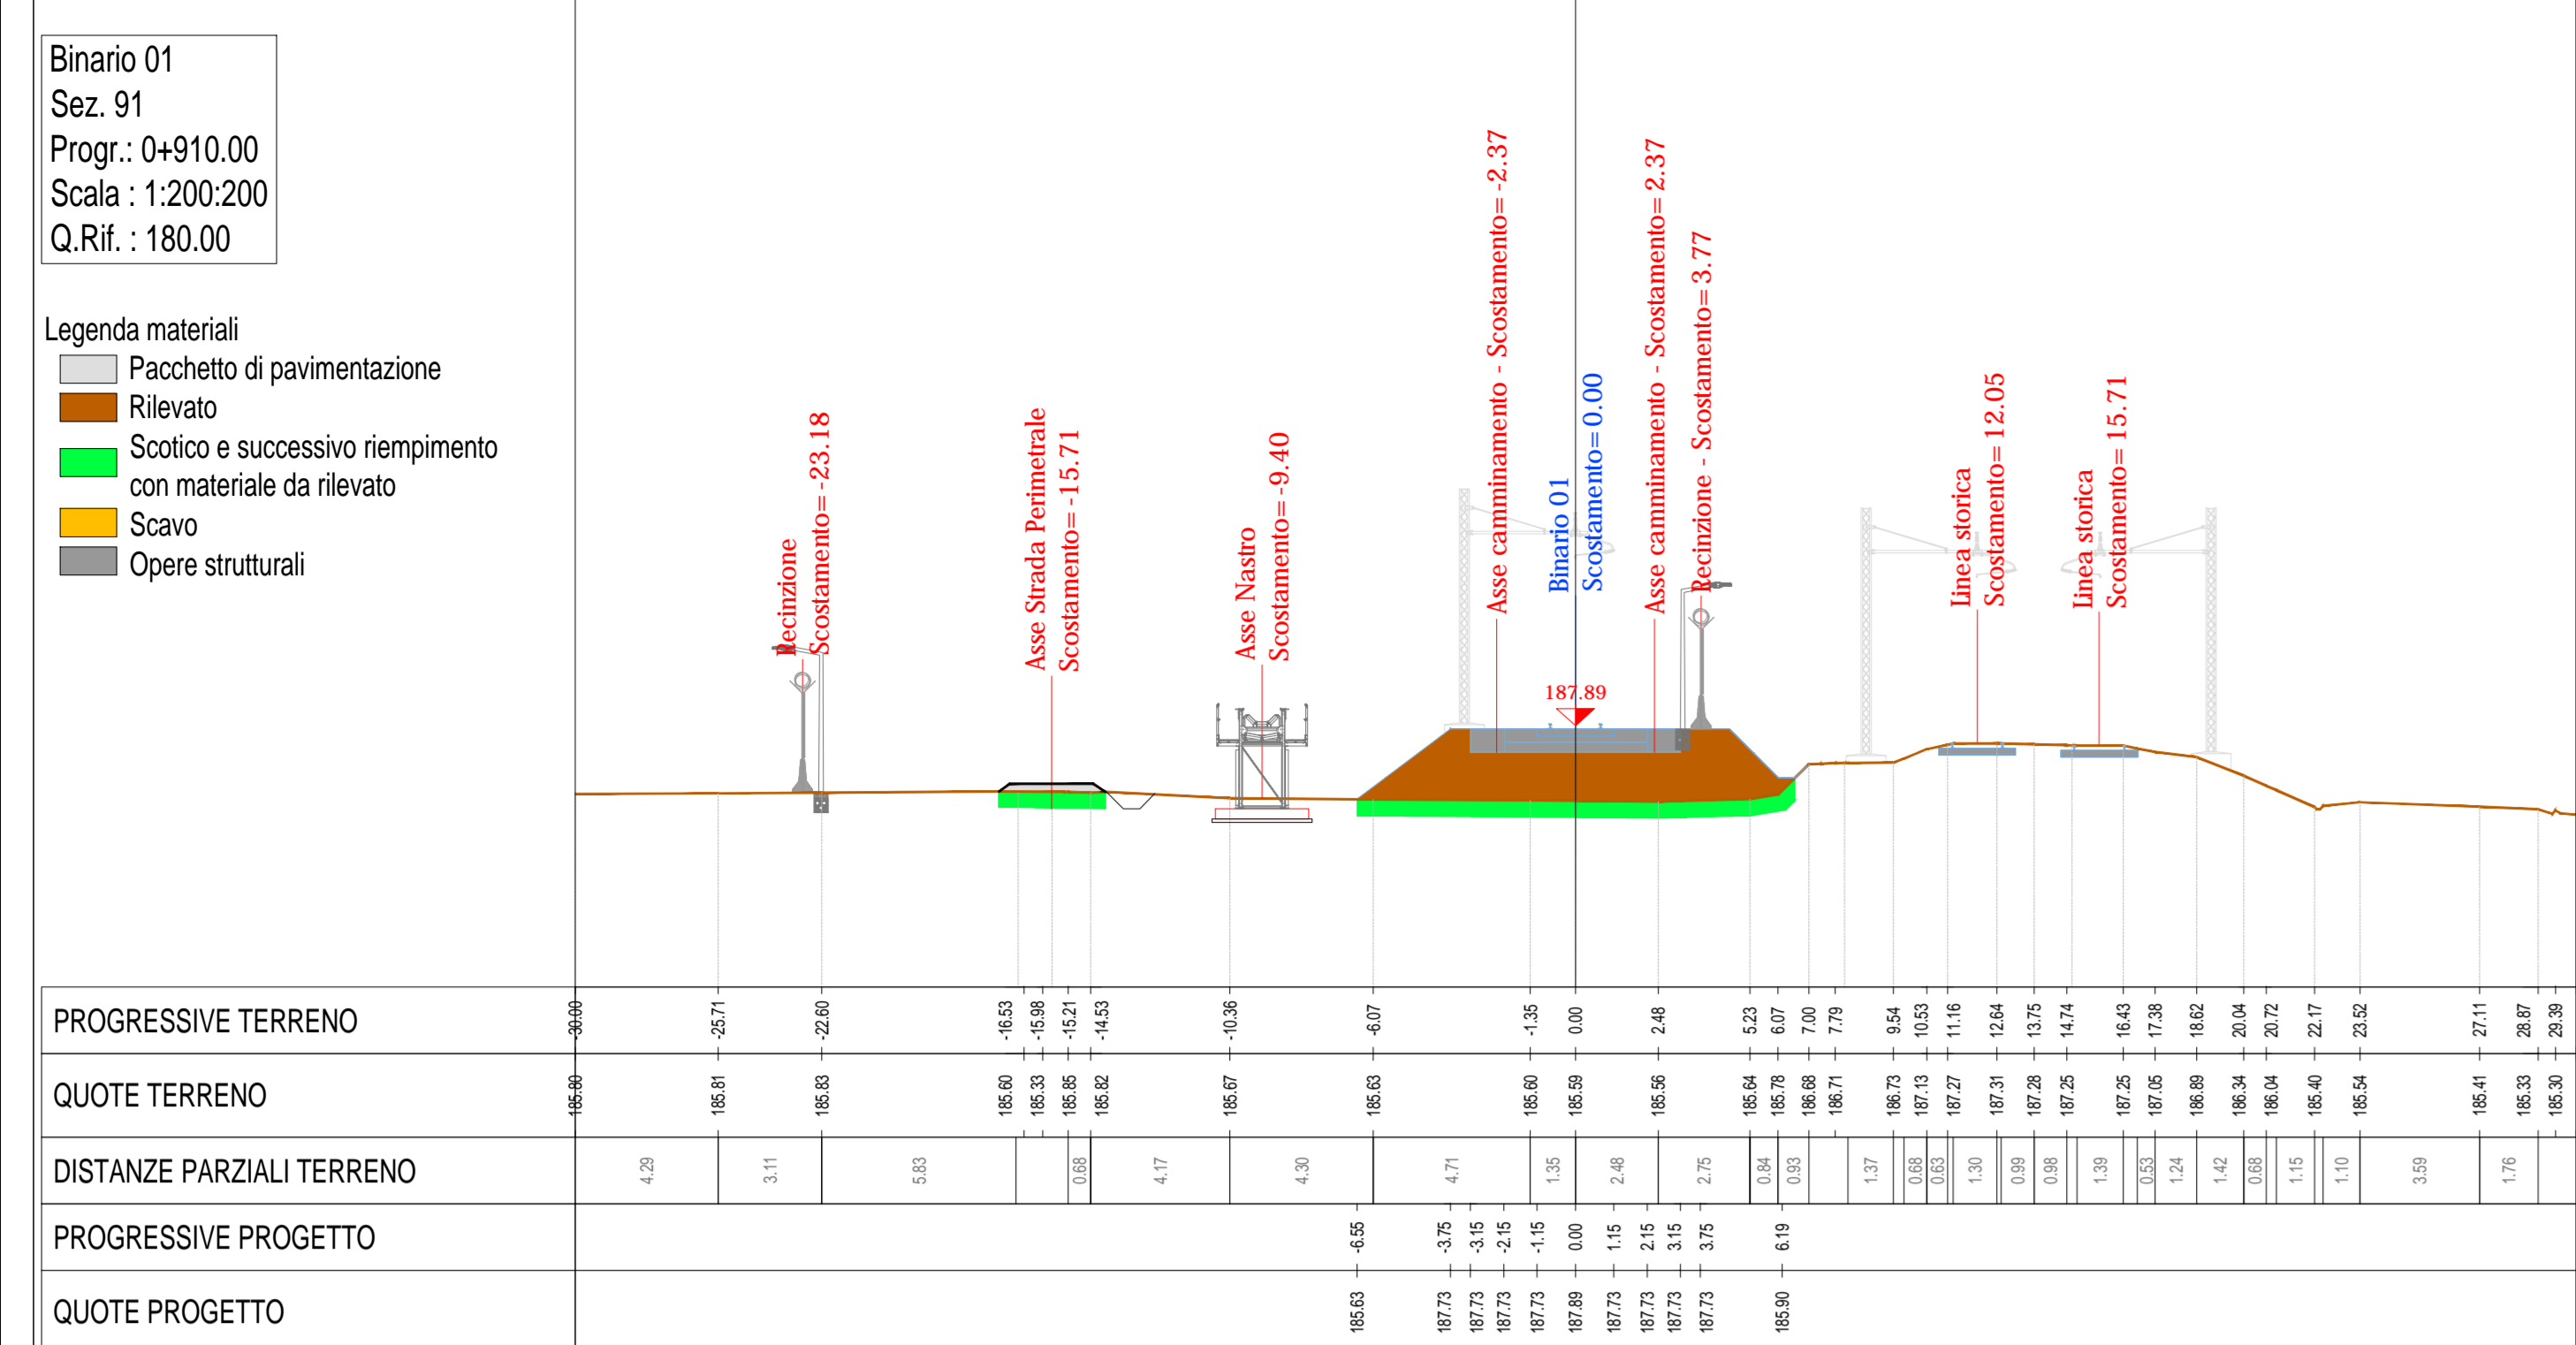 Binario 01
Sez. 91
Progr.: 0+910.00
Scala : 1:200:200
Q.Rif. : 180.00
Legenda materiali
Pacchetto di pavimentazione
Rilevato
Scotico e successivo riempimento
con materiale da rilevato
Scavo
Opere strutturali
Recinzione
Scostamento= -23.18
Asse Strada Perimetrale
Scostamento= -15.71
Asse Nastro
Scostamento= -9.40
Asse camminamento - Scostamento= -2.37
Binario 01
Scostamento=0.00
187.89
Asse camminamento - Scostamento= 2.37
Recinzione - Scostamento= 3.77
Linea storica
Scostamento= 12.05
Linea storica
Scostamento= 15.71
PROGRESSIVE TERRENO
-30.00 -25.71 -22.60 -16.53 -15.98 -15.21 -14.53 -10.36 -6.07 -1.35 0.00 2.48 5.23 6.07 7.00 7.79 9.54 10.53 11.16 12.64 13.75 14.74 16.43 17.38 18.62 20.04 20.72 22.17 23.52 27.11 28.87 29.39
QUOTE TERRENO
185.80 185.81 185.83 185.60 185.33 185.85 185.82 185.67 185.63 185.60 185.59 185.56 185.64 185.78 186.68 186.71 186.73 187.13 187.27 187.31 187.28 187.25 187.25 187.05 186.89 186.34 186.04 185.40 185.54 185.41 185.33 185.30
DISTANZE PARZIALI TERRENO
4.29 3.11 5.83 0.68 4.17 4.30 4.71 1.35 2.48 2.75 0.84 0.93 1.37 0.68 0.63 1.30 0.99 0.98 1.39 0.53 1.24 1.42 0.68 1.15 1.10 3.59 1.76
PROGRESSIVE PROGETTO
-6.55 -3.75 -3.15 -2.15 -1.15 0.00 1.15 2.15 3.15 3.75 6.19
QUOTE PROGETTO
185.63 187.73 187.73 187.73 187.73 187.89 187.73 187.73 187.73 187.73 185.90